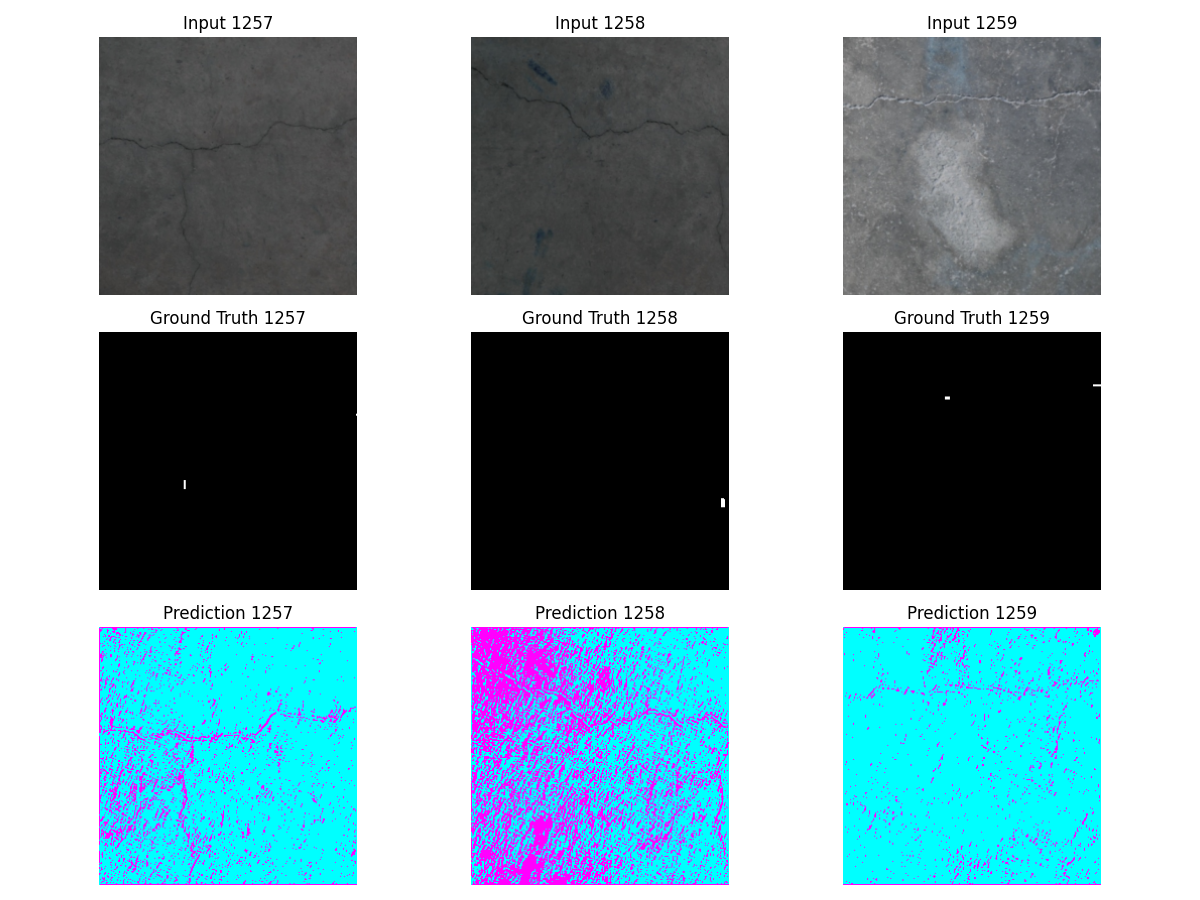 Input 1257
Input 1258
Input 1259
Ground Truth 1257
Ground Truth 1258
Ground Truth 1259
Prediction 1257
Prediction 1258
Prediction 1259